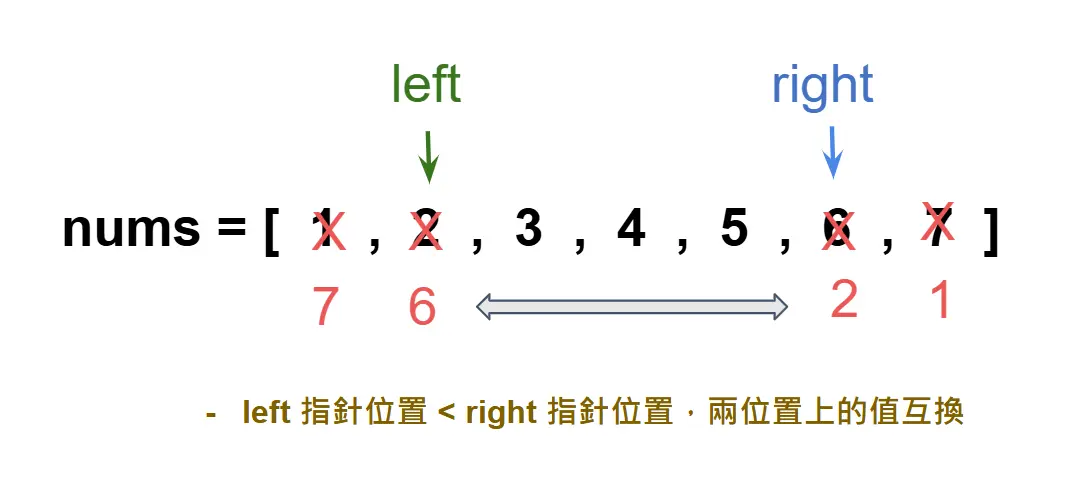 left right
nums = [ 1 , 2 , 3 , 4 , 5 , 6 , 7 ]
X X X X
7 6 2 1
- left 指針位置 < right 指針位置，兩位置上的值互換